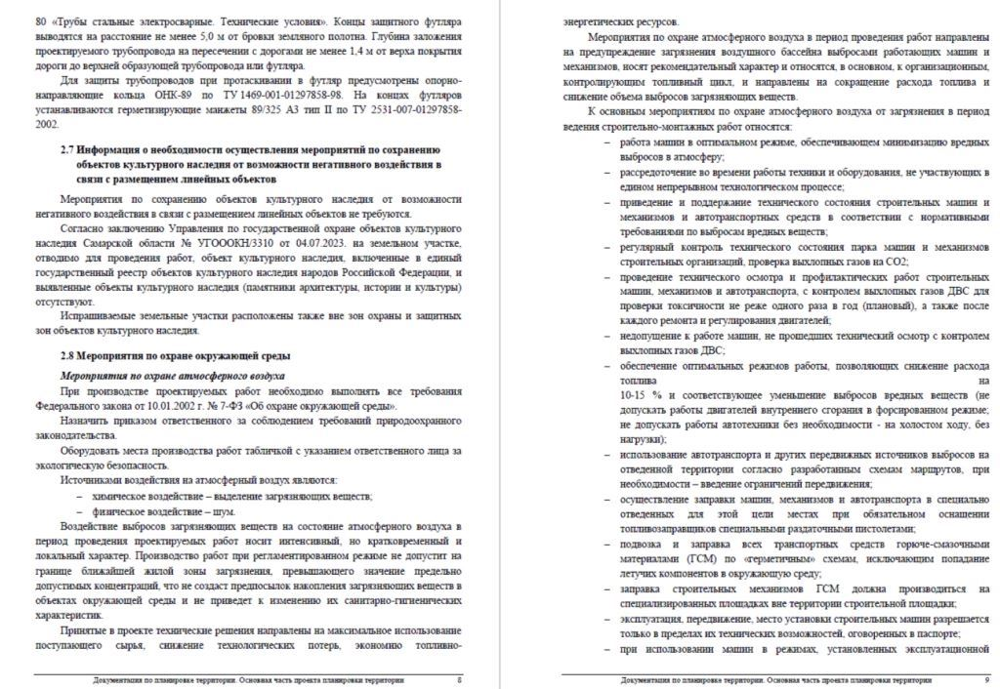 80 «Трубы стальные электросварные. Технические условия». Концы защитного футляра
выводятся на расстояние не менее 5,0 м от бровки земляного полотна. Глубина заложения
проектируемого трубопровода на пересечении с дорогами не менее 1,4 м от верха покрытия
дороги до верхней образующей трубопровода или футляра.
Для защиты трубопроводов при протаскивании в футляр предусмотрены опорно-
направляющие кольца ОНК-89 по ТУ 1469-001-01297858-98. На концах футляров
устанавливаются герметизирующие манжеты 89/325 А3 тип II по ТУ 2531-007-01297858-
2002.
2.7 Информация о необходимости осуществления мероприятий по сохранению
объектов культурного наследия от возможности негативного воздействия в
связи с размещением линейных объектов
Мероприятия по сохранению объектов культурного наследия от возможности
негативного воздействия в связи с размещением линейных объектов не требуются.
Согласно заключению Управления по государственной охране объектов культурного
наследия Самарской области № УГОООКН/3310 от 04.07.2023. на земельном участке,
отводимо для проведения работ, объект культурного наследия, включенные в единый
государственный реестр объектов культурного наследия народов Российской Федерации, и
выявленные объекты культурного наследия (памятники архитектуры, истории и культуры)
отсутствуют.
Испрашиваемые земельные участки расположены также вне зон охраны и защитных
зон объектов культурного наследия.
2.8 Мероприятия по охране окружающей среды
Мероприятия по охране атмосферного воздуха
При производстве проектируемых работ необходимо выполнять все требования
Федерального закона от 10.01.2002 г. № 7-ФЗ «Об охране окружающей среды».
Назначить приказом ответственного за соблюдением требований природоохранного
законодательства.
Оборудовать места производства работ табличкой с указанием ответственного лица за
экологическую безопасность.
Источниками воздействия на атмосферный воздух являются:
– химическое воздействие – выделение загрязняющих веществ;
– физическое воздействие – шум.
Воздействие выбросов загрязняющих веществ на состояние атмосферного воздуха в
период проведения проектируемых работ носит интенсивный, но кратковременный и
локальный характер. Производство работ при регламентированном режиме не допустит на
границе ближайшей жилой зоны загрязнения, превышающего значение предельно
допустимых концентраций, что не создаст предпосылок накопления загрязняющих веществ в
объектах окружающей среды и не приведет к изменению их санитарно-гигиенических
характеристик.
Принятые в проекте технические решения направлены на максимальное использование
поступающего сырья, снижение технологических потерь, экономию топливно-
Документация по планировке территории. Основная часть проекта планировки территории 8
энергетических ресурсов.
Мероприятия по охране атмосферного воздуха в период проведения работ направлены
на предупреждение загрязнения воздушного бассейна выбросами работающих машин и
механизмов, носят рекомендательный характер и относятся, в основном, к организационным,
контролирующим топливный цикл, и направлены на сокращение расхода топлива и
снижение объема выбросов загрязняющих веществ.
К основным мероприятиям по охране атмосферного воздуха от загрязнения в период
ведения строительно-монтажных работ относятся:
– работа машин в оптимальном режиме, обеспечивающем минимизацию вредных
выбросов в атмосферу;
– рассредоточение во времени работы техники и оборудования, не участвующих в
едином непрерывном технологическом процессе;
– приведение и поддержание технического состояния строительных машин и
механизмов и автотранспортных средств в соответствии с нормативными
требованиями по выбросам вредных веществ;
– регулярный контроль технического состояния парка машин и механизмов
строительных организаций, проверка выхлопных газов на СО2;
– проведение технического осмотра и профилактических работ строительных
машин, механизмов и автотранспорта, с контролем выхлопных газов ДВС для
проверки токсичности не реже одного раза в год (плановый), а также после
каждого ремонта и регулирования двигателей;
– недопущение к работе машин, не прошедших технический осмотр с контролем
выхлопных газов ДВС;
– обеспечение оптимальных режимов работы, позволяющих снижение расхода
топлива на
10-15 % и соответствующее уменьшение выбросов вредных веществ (не
допускать работы двигателей внутреннего сгорания в форсированном режиме;
не допускать работы автотехники без необходимости - на холостом ходу, без
нагрузки);
– использование автотранспорта и других передвижных источников выбросов на
отведенной территории согласно разработанным схемам маршрутов, при
необходимости – введение ограничений передвижения;
– осуществление заправки машин, механизмов и автотранспорта в специально
отведенных для этой цели местах при обязательном оснашении
топливозаправщиков специальными раздаточными пистолетами;
– подвозка и заправка всех транспортных средств горюче-смазочными
материалами (ГСМ) по «герметичным» схемам, исключающим попадание
летучих компонентов в окружающую среду;
– заправка строительных механизмов ГСМ должна производиться на
специализированных площадках вне территории строительной площадки;
– эксплуатация, передвижение, место установки строительных машин разрешается
только в пределах их технических возможностей, оговоренных в паспорте;
– при использовании машин в режимах, установленных эксплуатационной
Документация по планировке территории. Основная часть проекта планировки территории 9